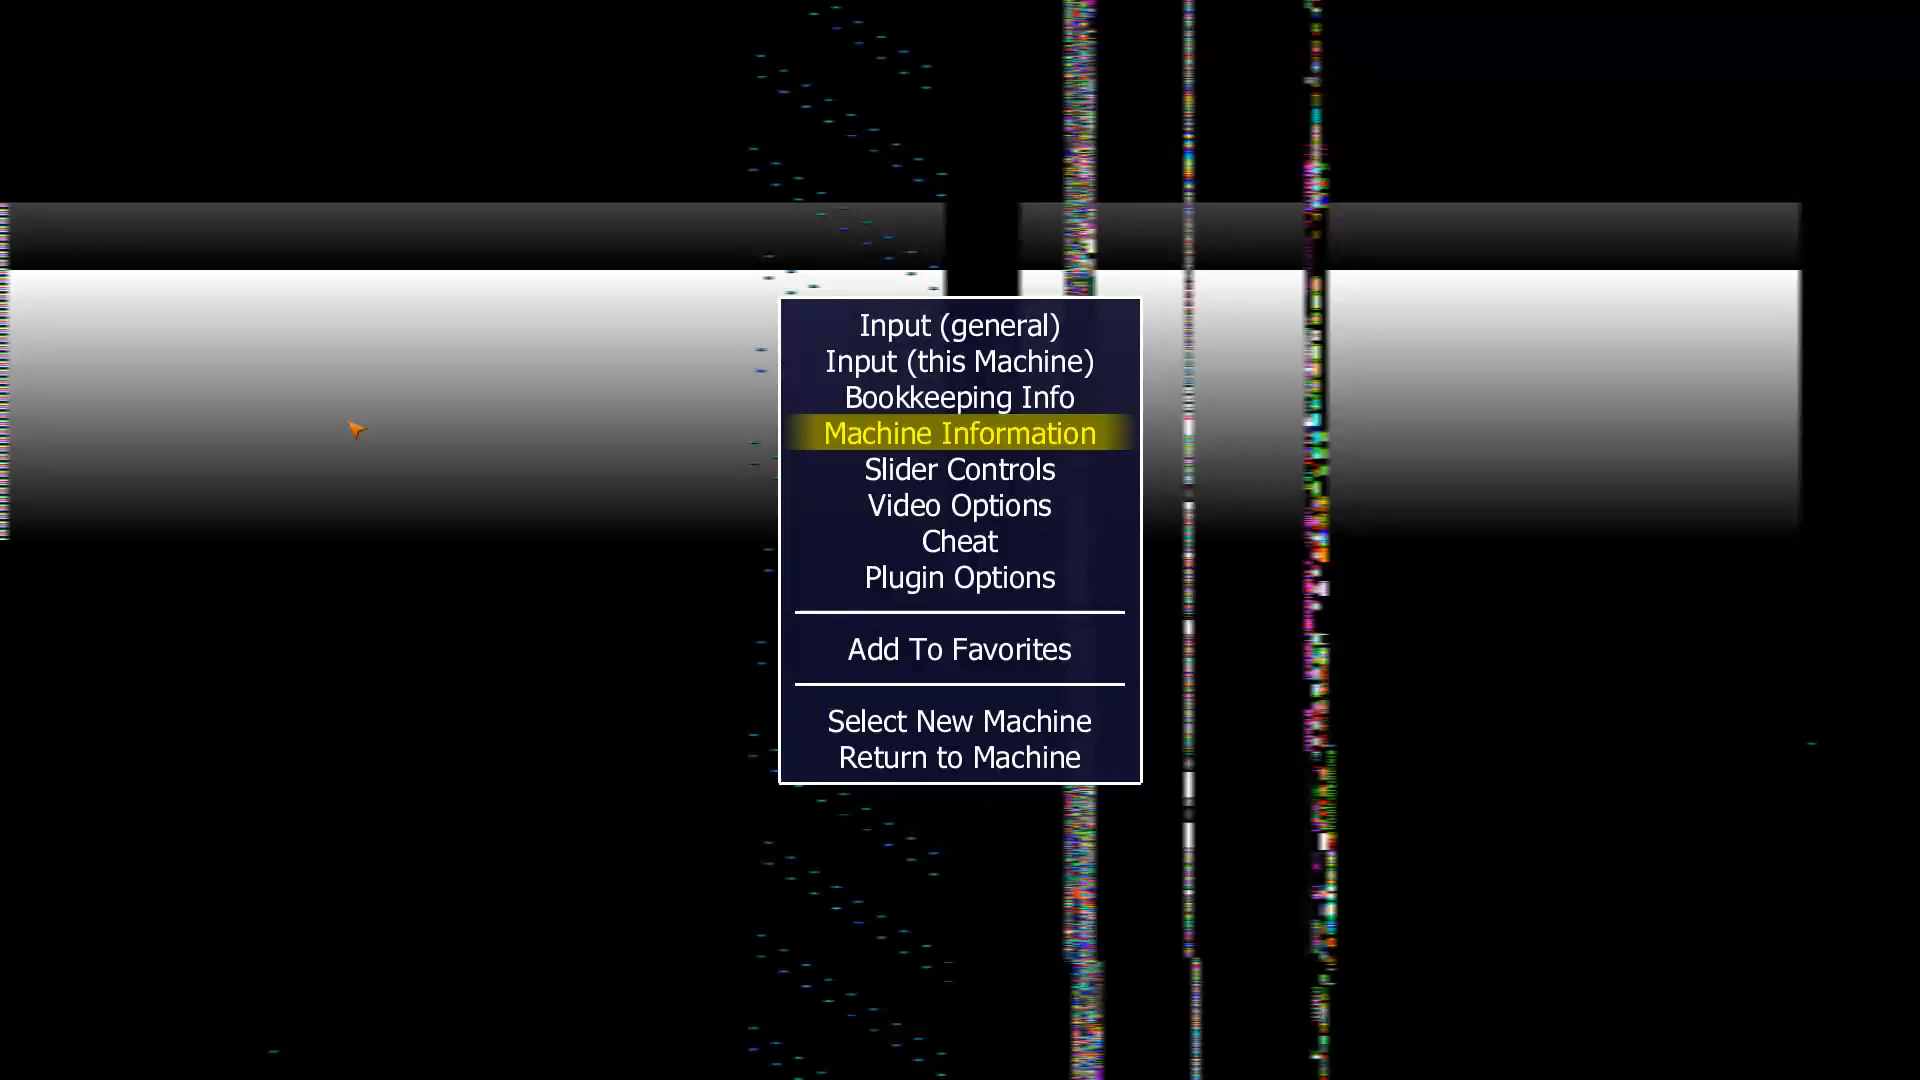 Input (general)
Input (this Machine)
Bookkeeping Info
Machine Information
Slider Controls
Video Options
Cheat
Plugin Options
Add To Favorites
Select New Machine
Return to Machine